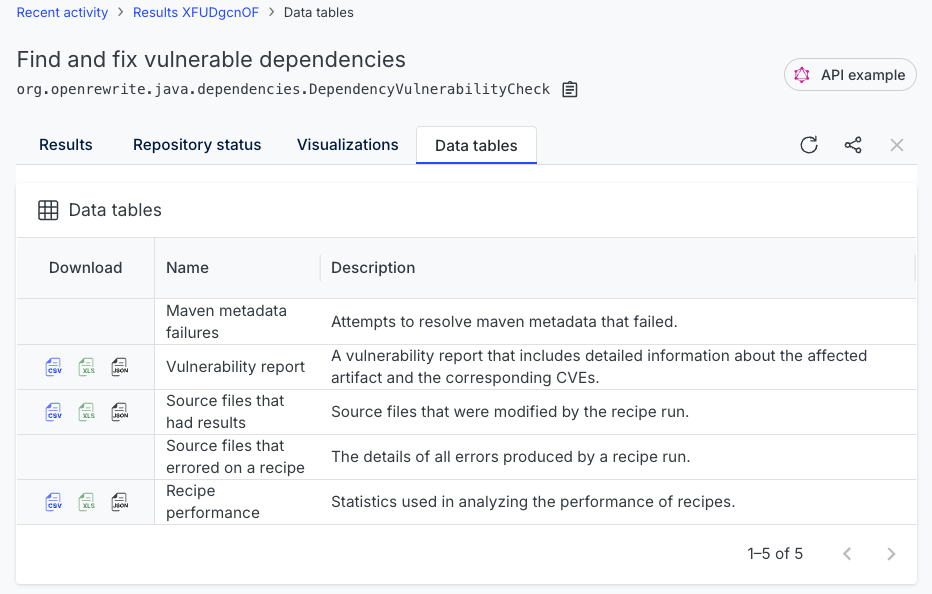 Recent activity > Results XFUDgcnOF > Data tables
Find and fix vulnerable dependencies
org.openrewrite.java.dependencies.DependencyVulnerabilityCheck
API example
Results Repository status Visualizations Data tables
Data tables
Download Name Description
Maven metadata
failures
Attempts to resolve maven metadata that failed.
CSV XLS JSON
Vulnerability report
A vulnerability report that includes detailed information about the affected
artifact and the corresponding CVEs.
CSV XLS JSON
Source files that
had results
Source files that were modified by the recipe run.
Source files that
errored on a recipe
The details of all errors produced by a recipe run.
CSV XLS JSON
Recipe
performance
Statistics used in analyzing the performance of recipes.
1–5 of 5